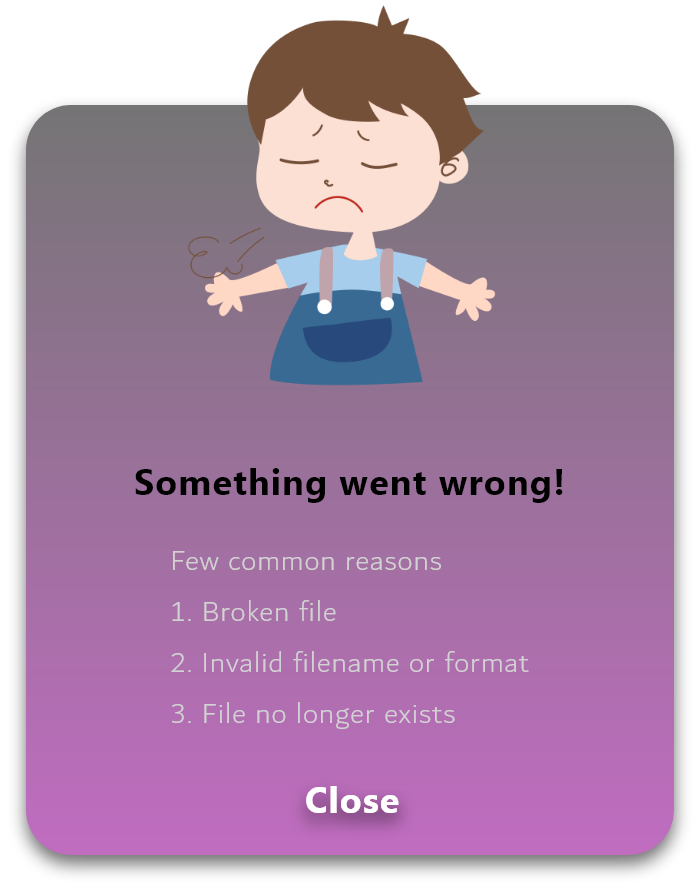 Something went wrong!
Few common reasons
1. Broken file
2. Invalid filename or format
3. File no longer exists
Close